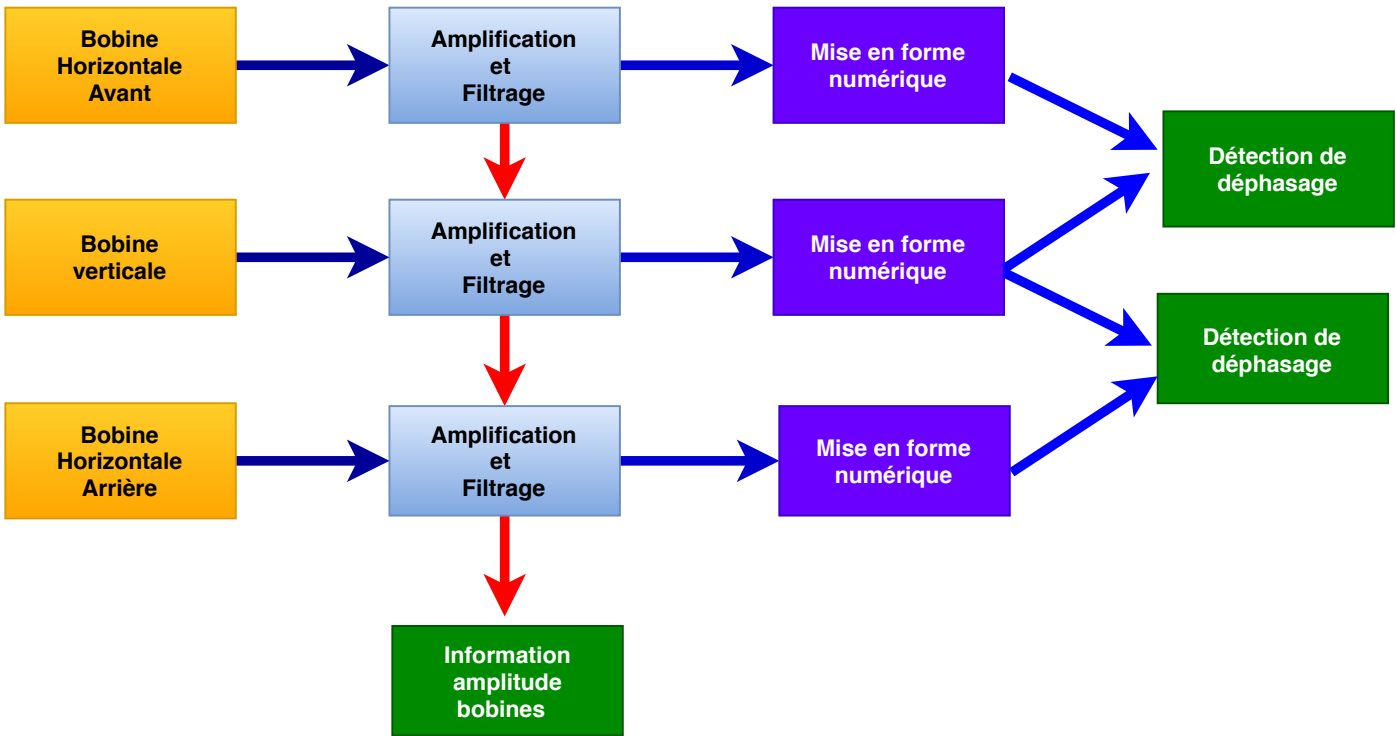 Bobine
Horizontale
Avant
Amplification
et
Filtrage
Mise en forme
numérique
Détection de
déphasage
Bobine
verticale
Amplification
et
Filtrage
Mise en forme
numérique
Détection de
déphasage
Bobine
Horizontale
Arrière
Amplification
et
Filtrage
Mise en forme
numérique
Information
amplitude
bobines